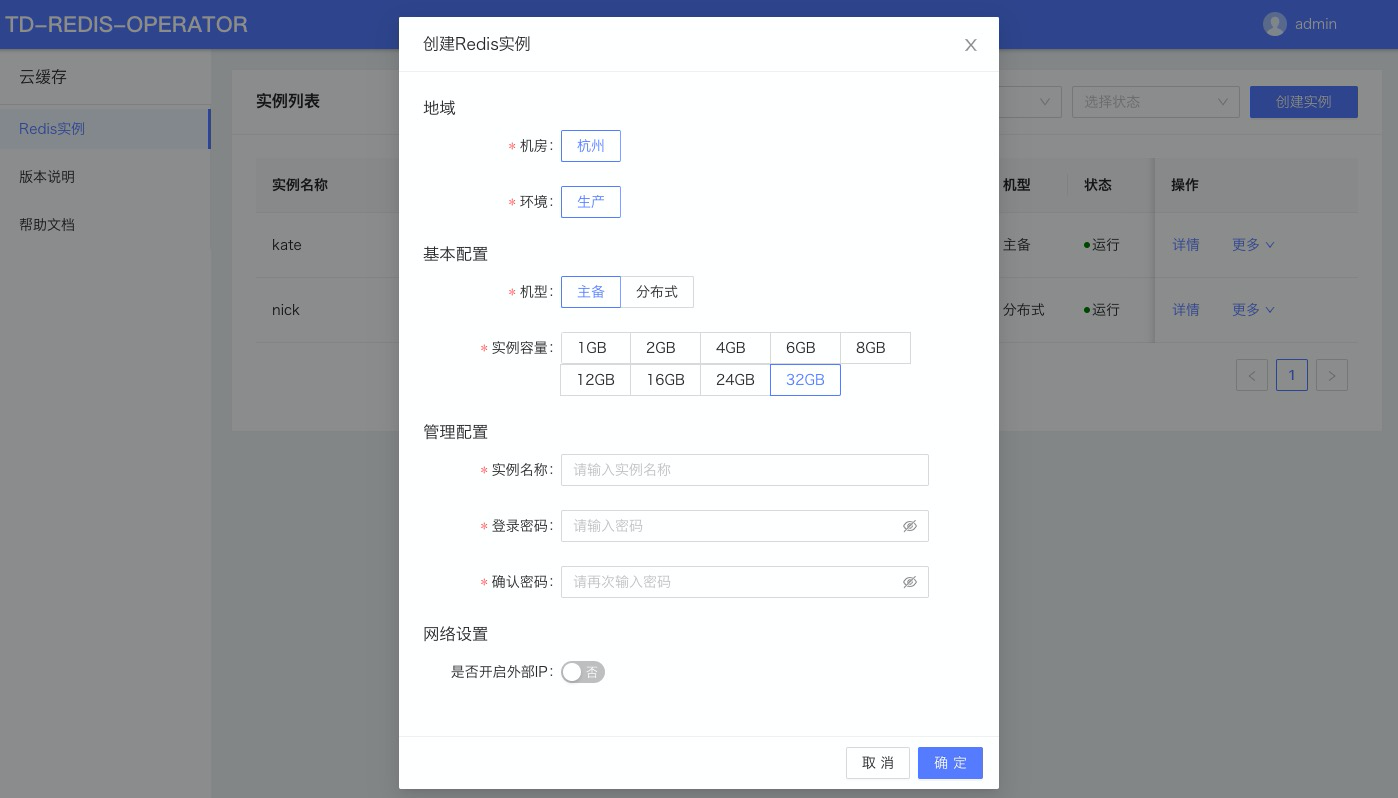 TD-REDIS-OPERATOR
admin
云缓存
Redis实例
版本说明
帮助文档
实例列表
选择状态
创建实例
实例名称
机型
状态
操作
kate
主备
运行
详情
更多
nick
分布式
运行
详情
更多
1
创建Redis实例
地域
* 机房:
杭州
* 环境:
生产
基本配置
* 机型:
主备
分布式
* 实例容量:
1GB
2GB
4GB
6GB
8GB
12GB
16GB
24GB
32GB
管理配置
* 实例名称:
请输入实例名称
* 登录密码:
请输入密码
* 确认密码:
请再次输入密码
网络设置
是否开启外部IP:
否
取 消
确 定